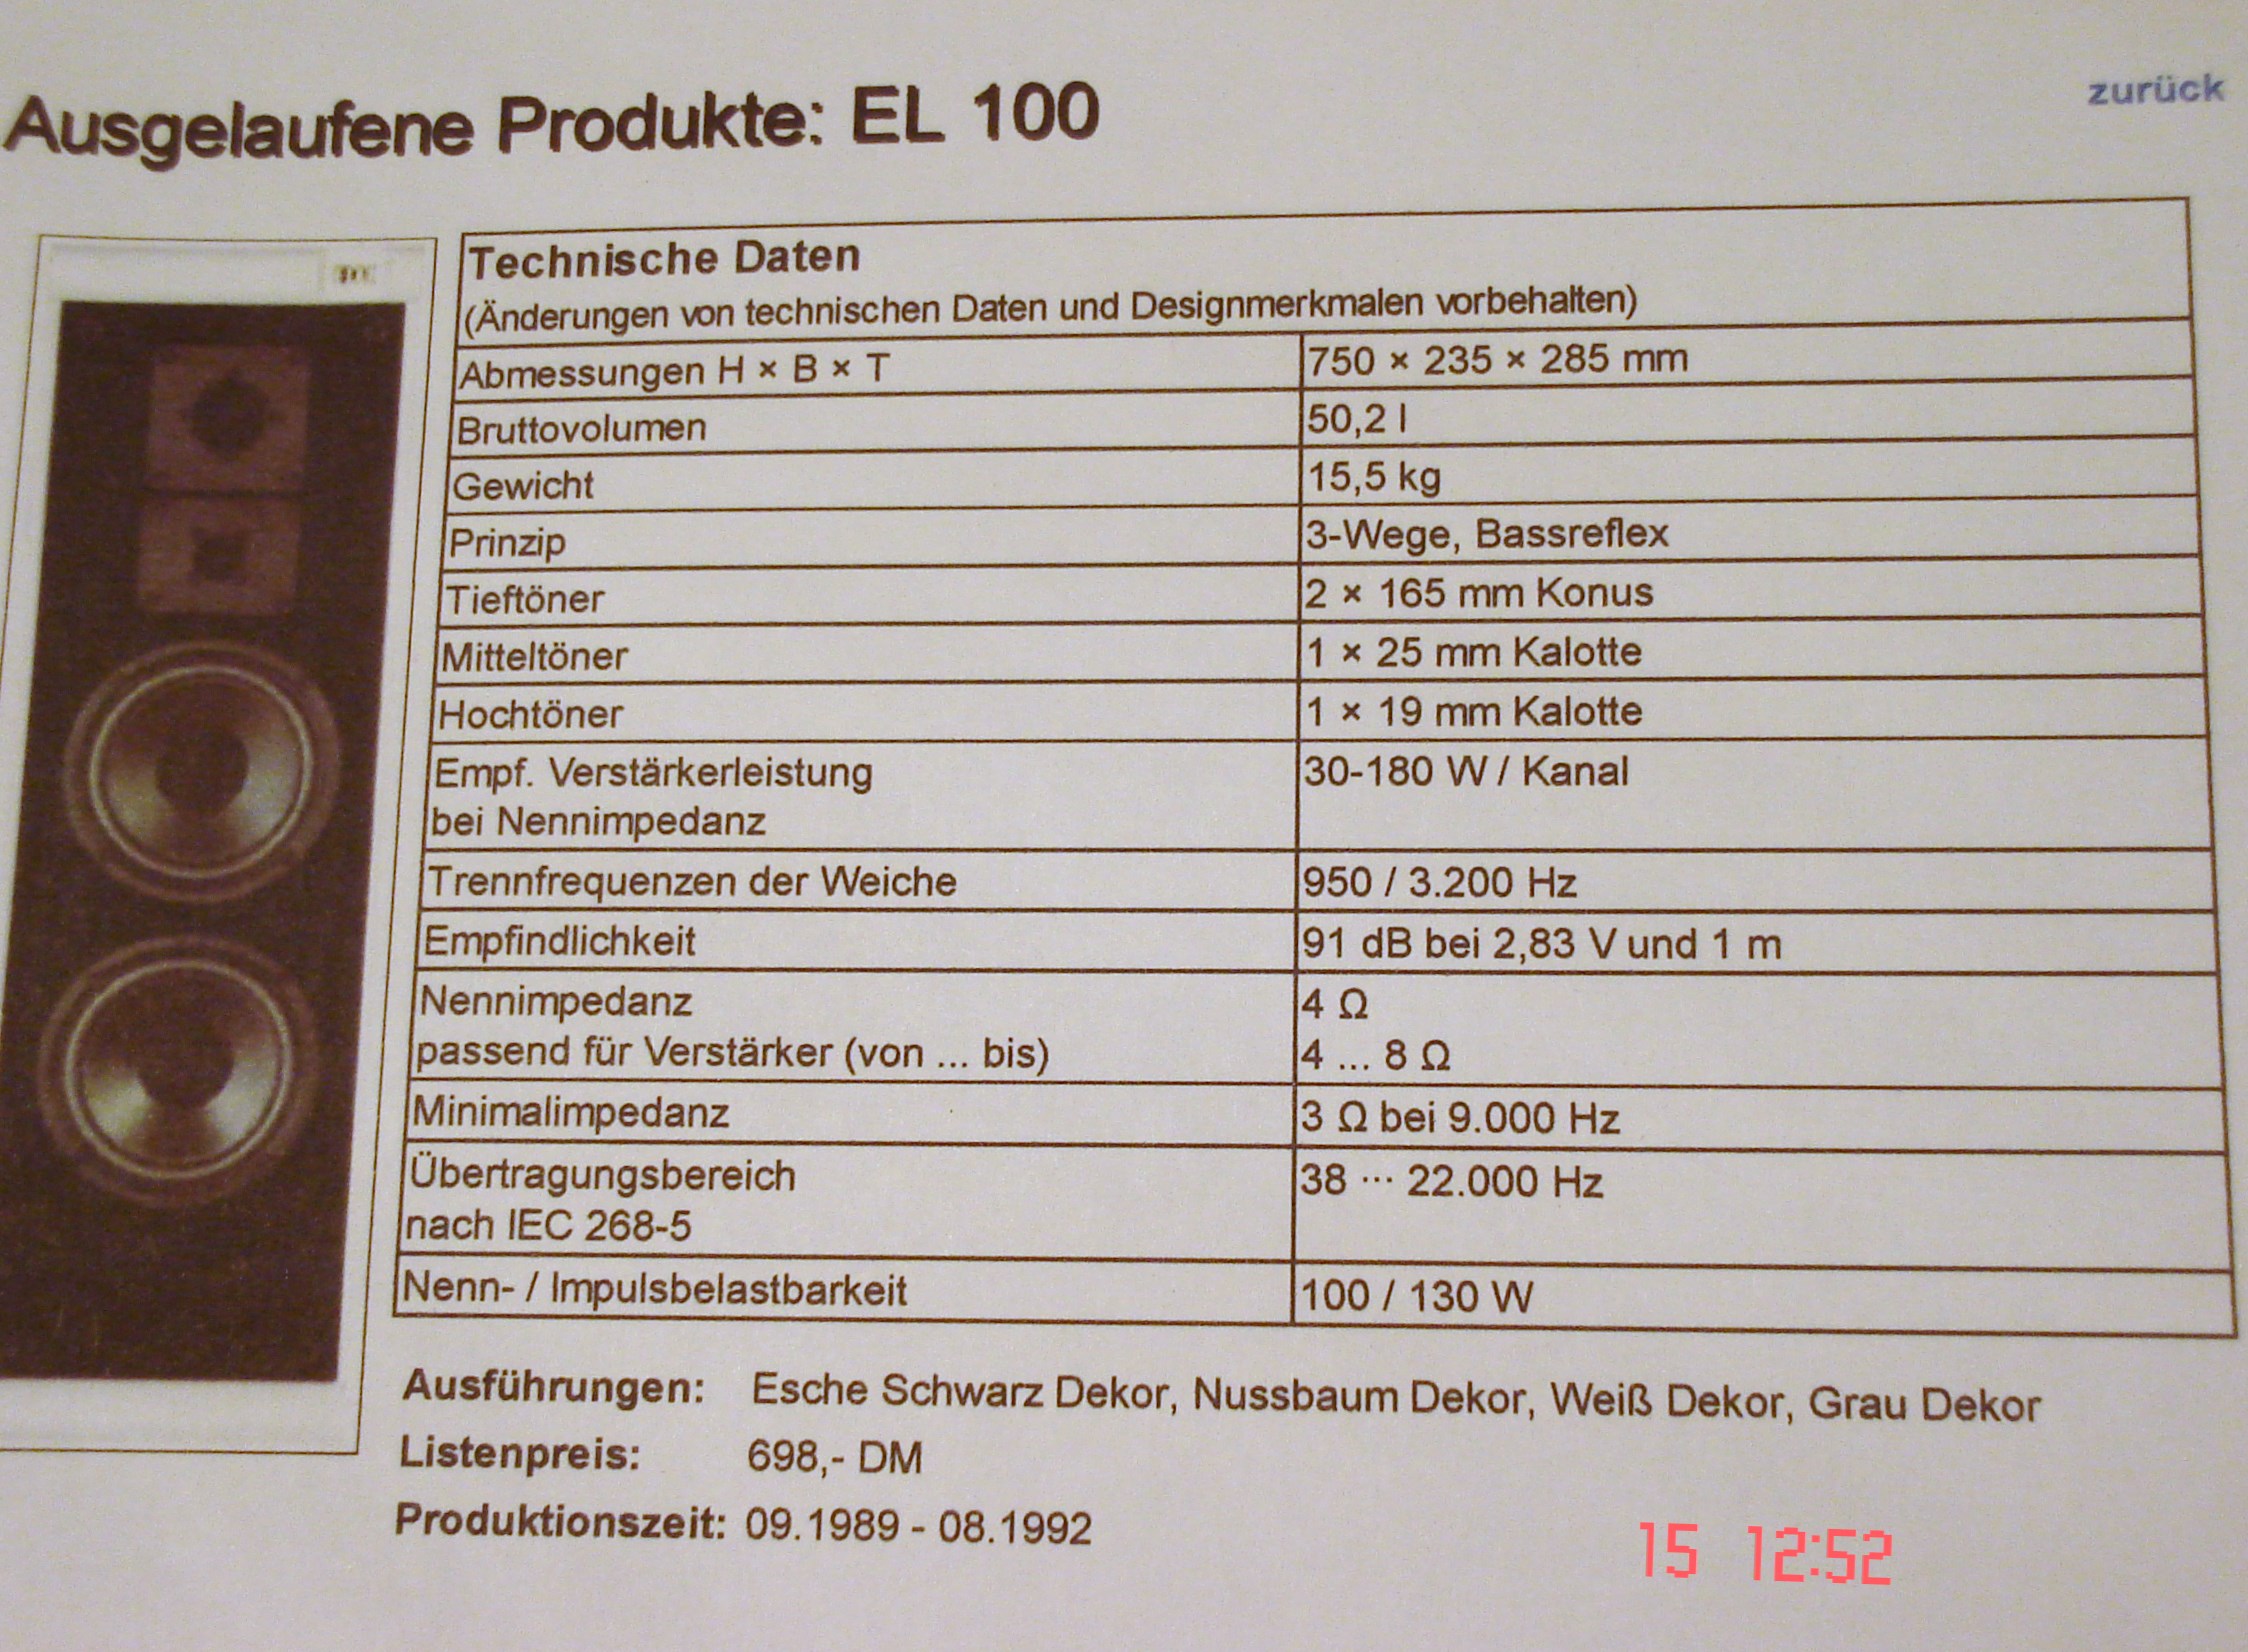 zurück
Ausgelaufene Produkte: EL 100
Technische Daten
(Änderungen von technischen Daten und Designmerkmalen vorbehalten)
Abmessungen H × B × T 750 × 235 × 285 mm
Bruttovolumen 50,2 l
Gewicht 15,5 kg
Prinzip 3-Wege, Bassreflex
Tieftöner 2 × 165 mm Konus
Mitteltöner 1 × 25 mm Kalotte
Hochtöner 1 × 19 mm Kalotte
Empf. Verstärkerleistung 30-180 W / Kanal
bei Nennimpedanz
Trennfrequenzen der Weiche 950 / 3.200 Hz
Empfindlichkeit 91 dB bei 2,83 V und 1 m
Nennimpedanz 4 Ω
passend für Verstärker (von ... bis) 4 ... 8 Ω
Minimalimpedanz 3 Ω bei 9.000 Hz
Übertragungsbereich 38 ··· 22.000 Hz
nach IEC 268-5
Nenn- / Impulsbelastbarkeit 100 / 130 W
Ausführungen: Esche Schwarz Dekor, Nussbaum Dekor, Weiß Dekor, Grau Dekor
Listenpreis: 698,- DM
Produktionszeit: 09.1989 - 08.1992
15 12:52